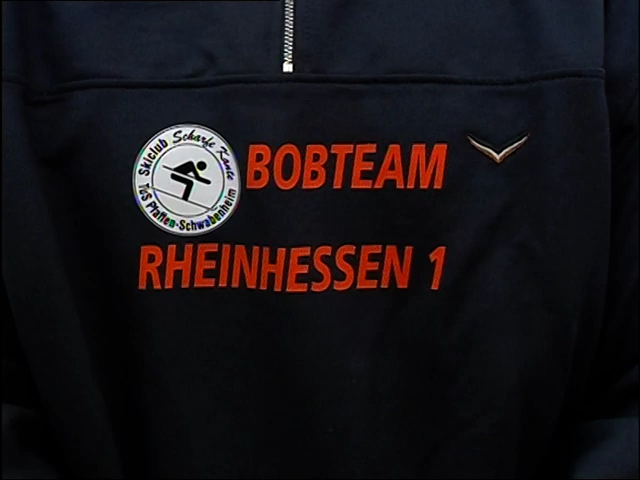 Skiclub Scharfe Kante
TuS Pfaffen-Schwabenheim
BOBTEAM
RHEINHESSEN 1